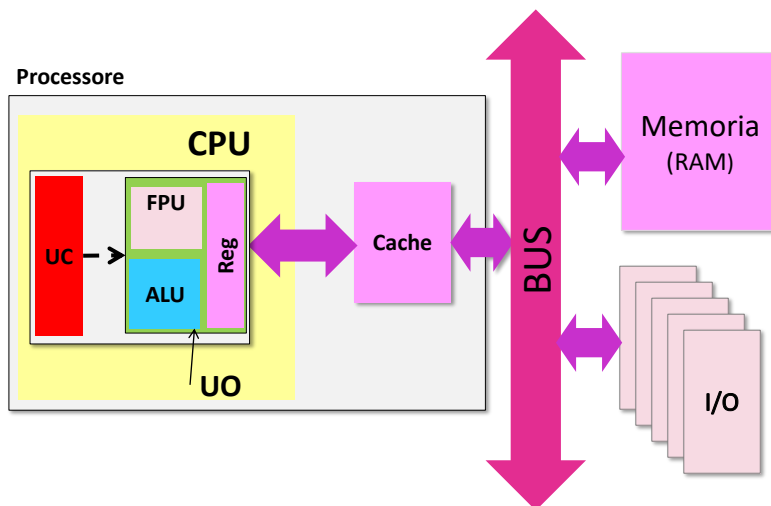 Processore
CPU
UC
FPU
ALU
Reg
UO
Cache
BUS
Memoria
(RAM)
I/O